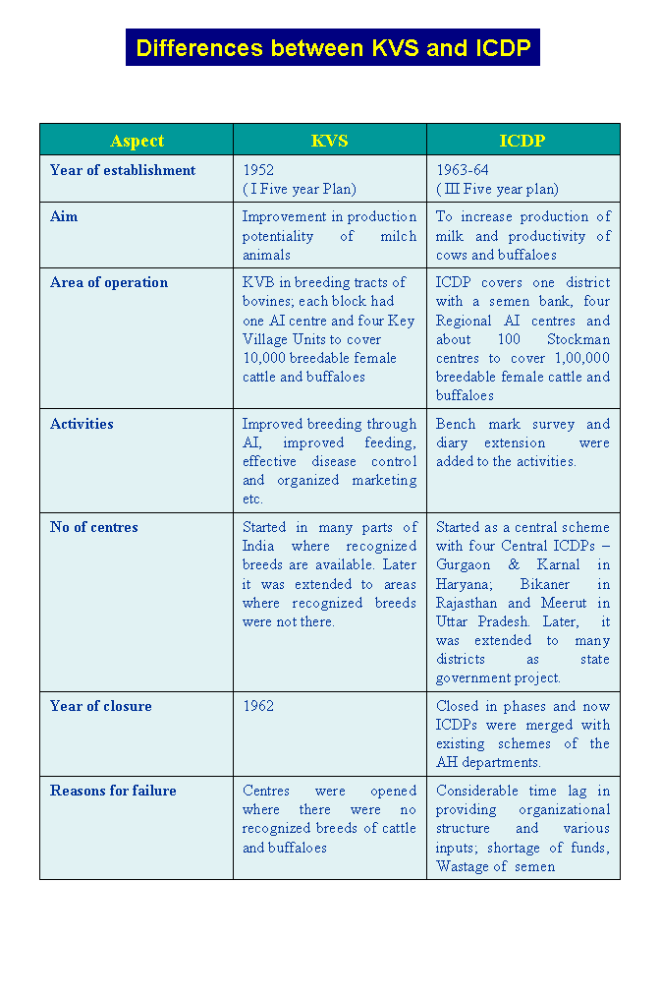 Differences between KVS and ICDP
Aspect KVS ICDP
Year of establishment
1952
( I Five year Plan)
1963-64
( III Five year plan)
Aim
Improvement in production
potentiality of milch
animals
To increase production of
milk and productivity of
cows and buffaloes
Area of operation
KVB in breeding tracts of
bovines; each block had
one AI centre and four Key
Village Units to cover
10,000 breedable female
cattle and buffaloes
ICDP covers one district
with a semen bank, four
Regional AI centres and
about 100 Stockman
centres to cover 1,00,000
breedable female cattle and
buffaloes
Activities
Improved breeding through
AI, improved feeding,
effective disease control
and organized marketing
etc.
Bench mark survey and
diary extension were
added to the activities.
No of centres
Started in many parts of
India where recognized
breeds are available. Later
it was extended to areas
where recognized breeds
were not there.
Started as a central scheme
with four Central ICDPs –
Gurgaon & Karnal in
Haryana; Bikaner in
Rajasthan and Meerut in
Uttar Pradesh. Later, it
was extended to many
districts as state
government project.
Year of closure
1962
Closed in phases and now
ICDPs were merged with
existing schemes of the
AH departments.
Reasons for failure
Centres were opened
where there were no
recognized breeds of cattle
and buffaloes
Considerable time lag in
providing organizational
structure and various
inputs; shortage of funds,
Wastage of semen